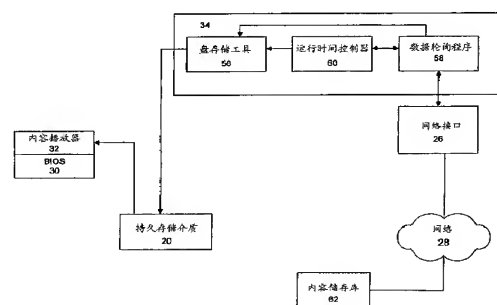 34
盘存储工具
56
运行时间控制器
60
数据轮询程序
58
网络接口
26
内容播放器
32
BIOS
30
持久存储介质
20
网络
28
内容储存库
62